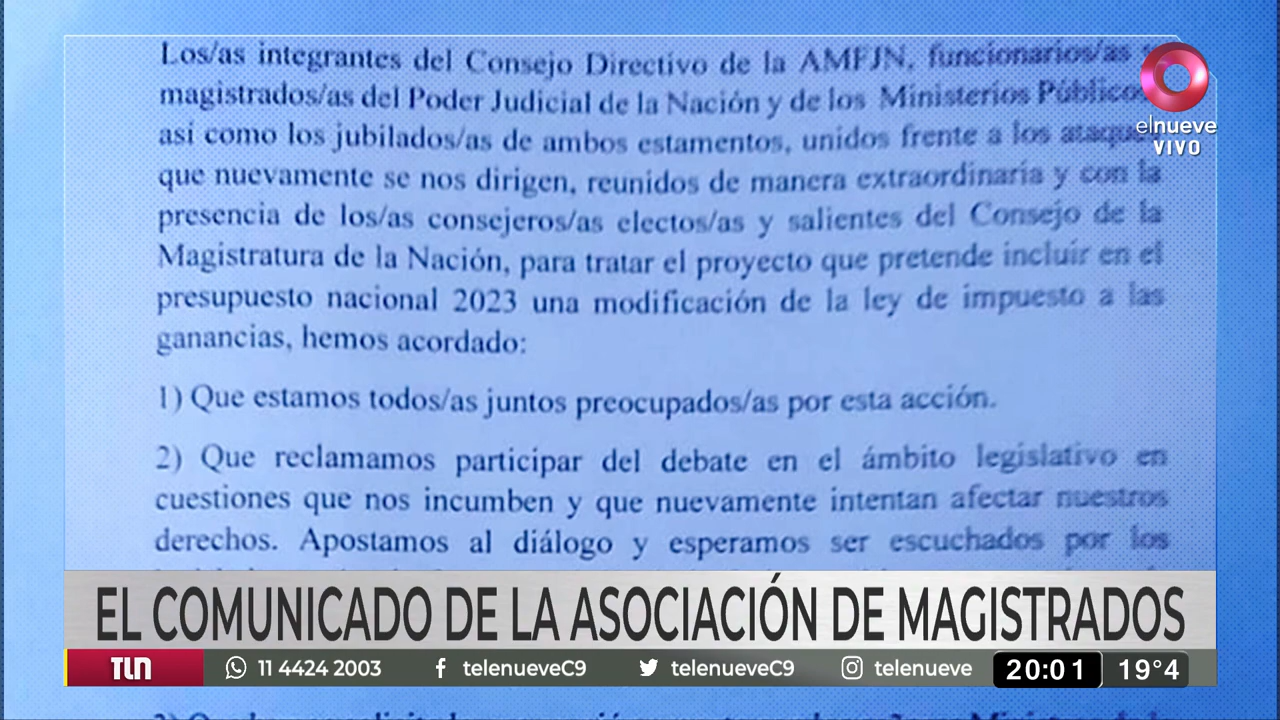 Los/as integrantes del Consejo Directivo de la AMFJN, funcionarios/as
magistrados/as del Poder Judicial de la Nación y de los Ministerios Público
así como los jubilados/as de ambos estamentos, unidos frente a los ataque
que nuevamente se nos dirigen, reunidos de manera extraordinaria y con la
presencia de los/as consejeros/as electos/as y salientes del Consejo de la
Magistratura de la Nación, para tratar el proyecto que pretende incluir en el
presupuesto nacional 2023 una modificación de la ley de impuesto a las
ganancias, hemos acordado:
1) Que estamos todos/as juntos preocupados/as por esta acción.
2) Que reclamamos participar del debate en el ámbito legislativo en
cuestiones que nos incumben y que nuevamente intentan afectar nuestros
derechos. Apostamos al diálogo y esperamos ser escuchados por los
elnueve
VIVO
EL COMUNICADO DE LA ASOCIACIÓN DE MAGISTRADOS
TLN 11 4424 2003 telenueveC9 telenueveC9 telenueve 20:01 19°4